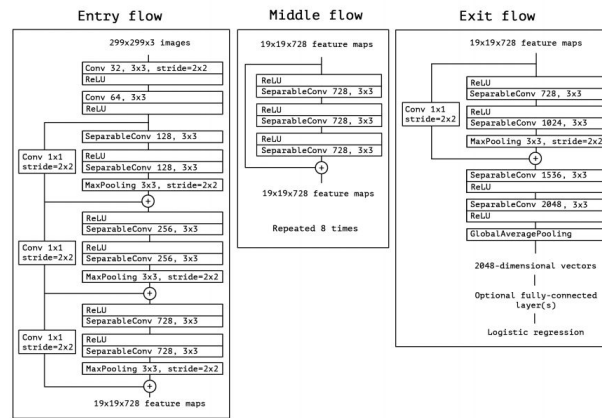 Entry flow
299x299x3 images
Conv 32, 3x3, stride=2x2
ReLU
Conv 64, 3x3
ReLU
SeparableConv 128, 3x3
Conv 1x1
stride=2x2
ReLU
SeparableConv 128, 3x3
MaxPooling 3x3, stride=2x2
+
ReLU
SeparableConv 256, 3x3
Conv 1x1
stride=2x2
ReLU
SeparableConv 256, 3x3
MaxPooling 3x3, stride=2x2
+
ReLU
SeparableConv 728, 3x3
Conv 1x1
stride=2x2
ReLU
SeparableConv 728, 3x3
MaxPooling 3x3, stride=2x2
+
19x19x728 feature maps
Middle flow
19x19x728 feature maps
ReLU
SeparableConv 728, 3x3
ReLU
SeparableConv 728, 3x3
ReLU
SeparableConv 728, 3x3
+
19x19x728 feature maps
Repeated 8 times
Exit flow
19x19x728 feature maps
ReLU
SeparableConv 728, 3x3
Conv 1x1
stride=2x2
ReLU
SeparableConv 1024, 3x3
MaxPooling 3x3, stride=2x2
+
SeparableConv 1536, 3x3
ReLU
SeparableConv 2048, 3x3
ReLU
GlobalAveragePooling
2048-dimensional vectors
Optional fully-connected
layer(s)
Logistic regression